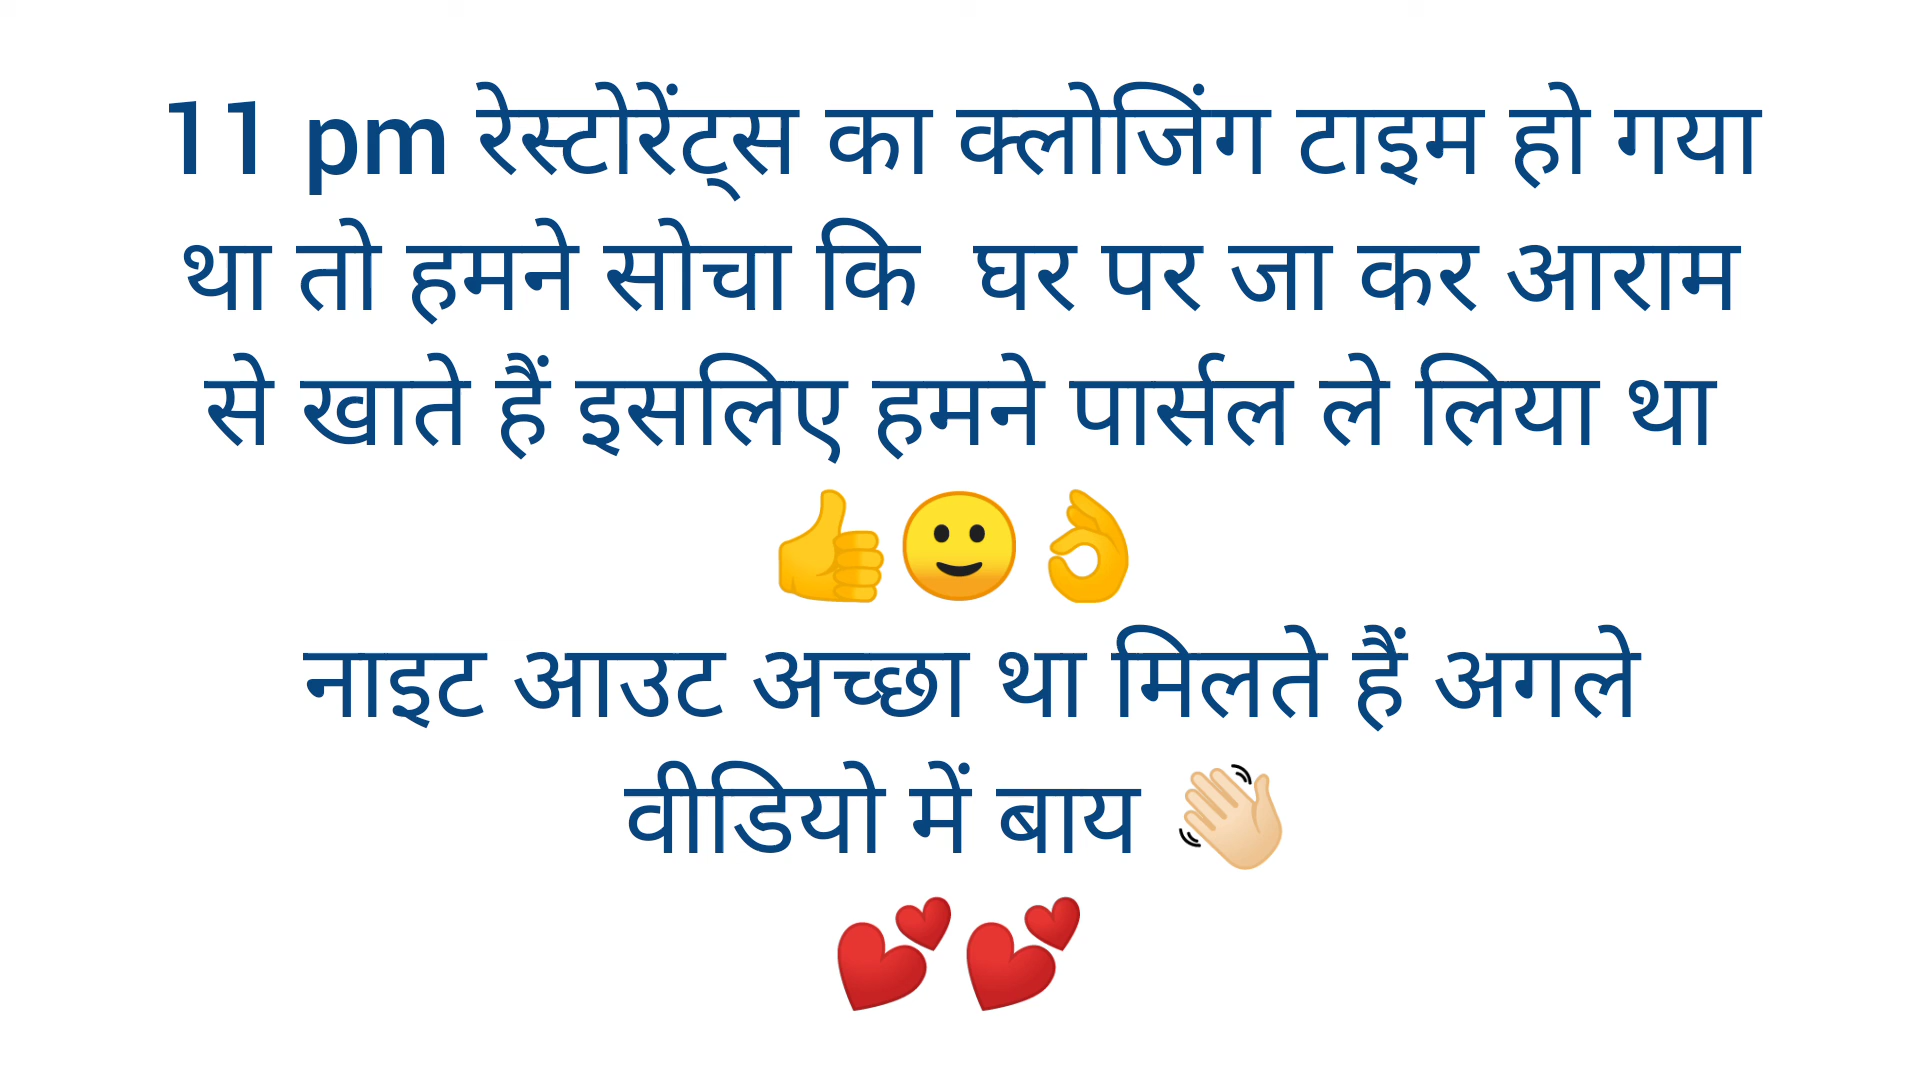 11 pm रेस्टोरेंट्स का क्लोजिंग टाइम हो गया
था तो हमने सोचा कि  घर पर जा कर आराम
से खाते हैं इसलिए हमने पार्सल ले लिया था
👍🙂👌
नाइट आउट अच्छा था मिलते हैं अगले
वीडियो में बाय 👋🏻
💕💕